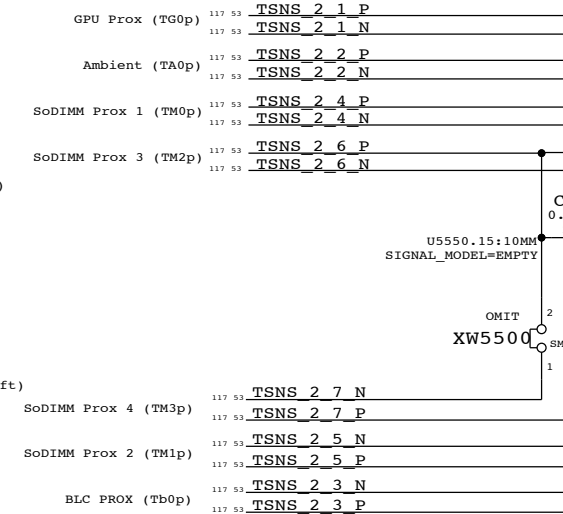 GPU Prox (TG0p) 117 53 TSNS_2_1_P
117 53 TSNS_2_1_N
Ambient (TA0p) 117 53 TSNS_2_2_P
117 53 TSNS_2_2_N
SoDIMM Prox 1 (TM0p) 117 53 TSNS_2_4_P
117 53 TSNS_2_4_N
SoDIMM Prox 3 (TM2p) 117 53 TSNS_2_6_P
117 53 TSNS_2_6_N
)
C
0.
U5550.15:10MM
SIGNAL_MODEL=EMPTY
OMIT 2
XW5500 SM
1
ft)
117 53 TSNS_2_7_N
SoDIMM Prox 4 (TM3p) 117 53 TSNS_2_7_P
117 53 TSNS_2_5_N
SoDIMM Prox 2 (TM1p) 117 53 TSNS_2_5_P
117 53 TSNS_2_3_N
BLC PROX (Tb0p) 117 53 TSNS_2_3_P